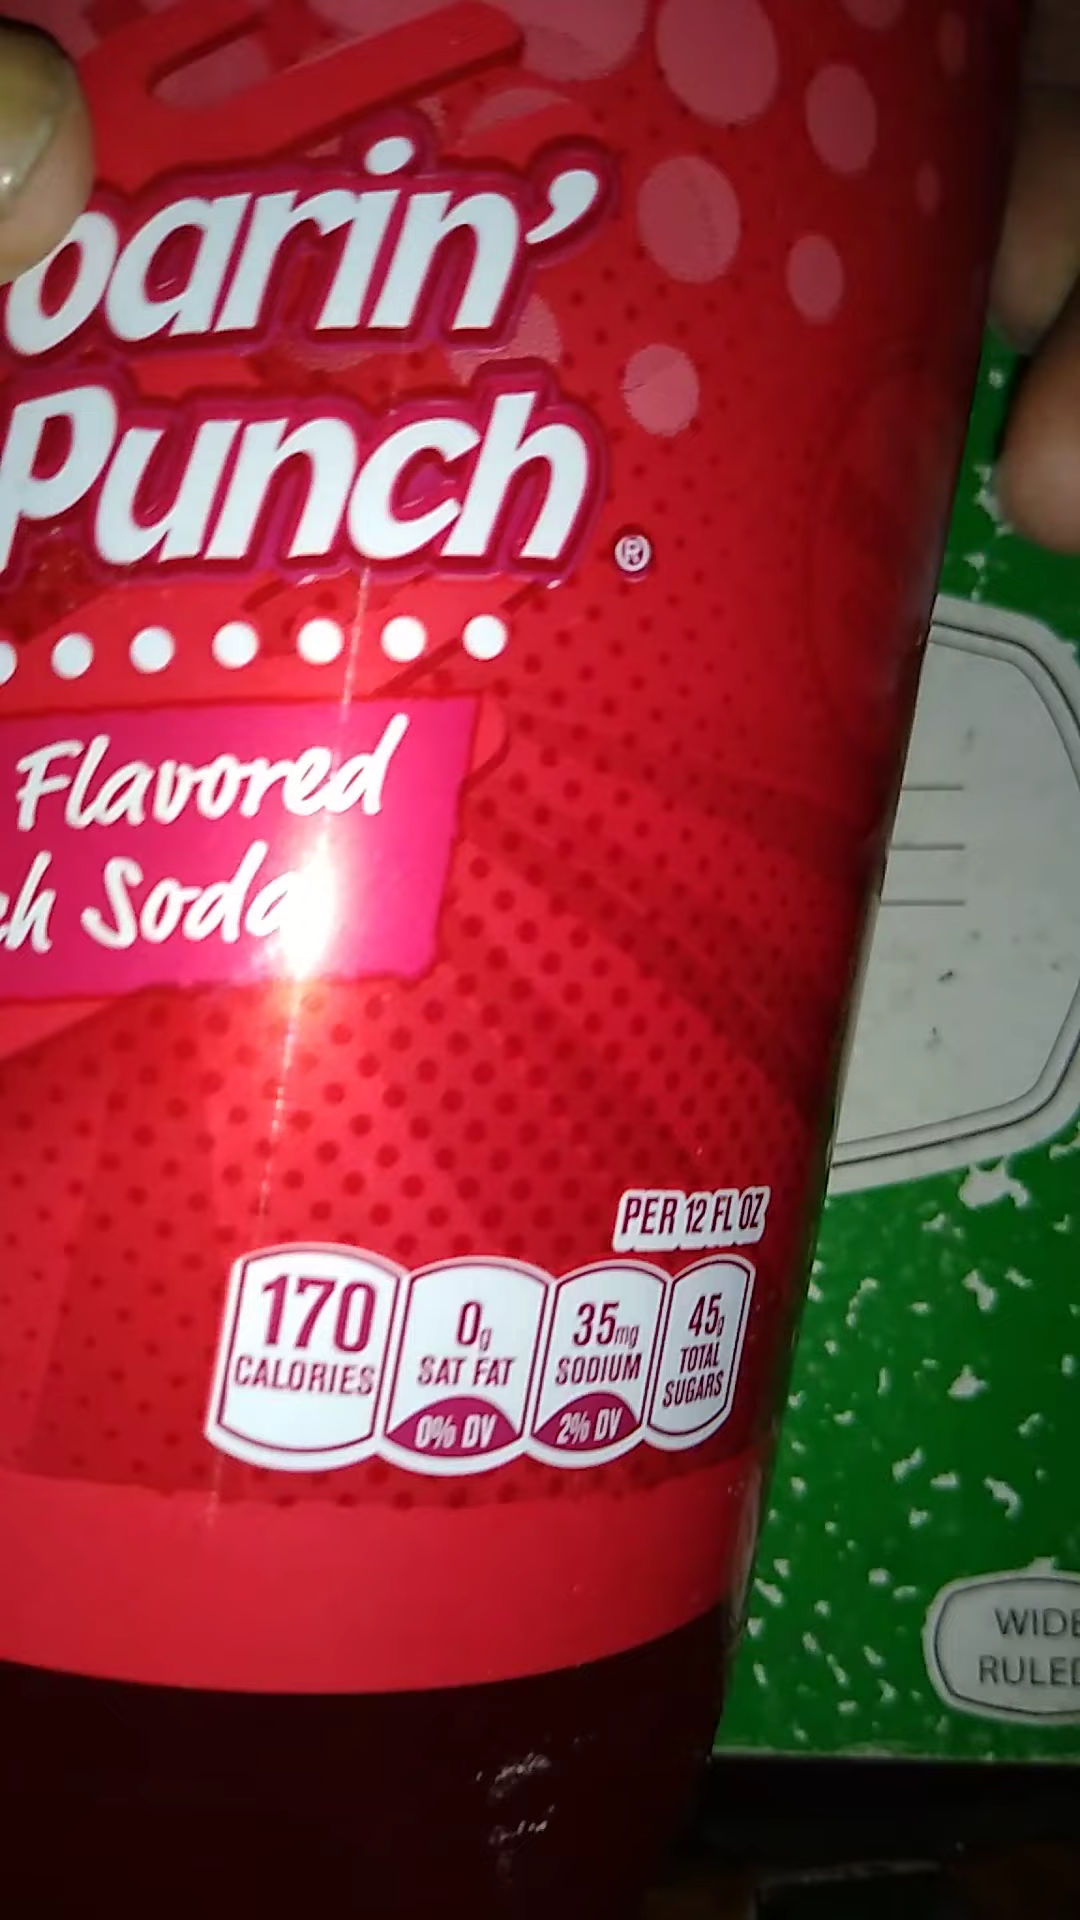 oarin'
Punch ®
Flavored
ch Soda
PER 12 FL OZ
170 CALORIES
0g SAT FAT 0% DV
35mg SODIUM 2% DV
45g TOTAL SUGARS
WIDE
RULED